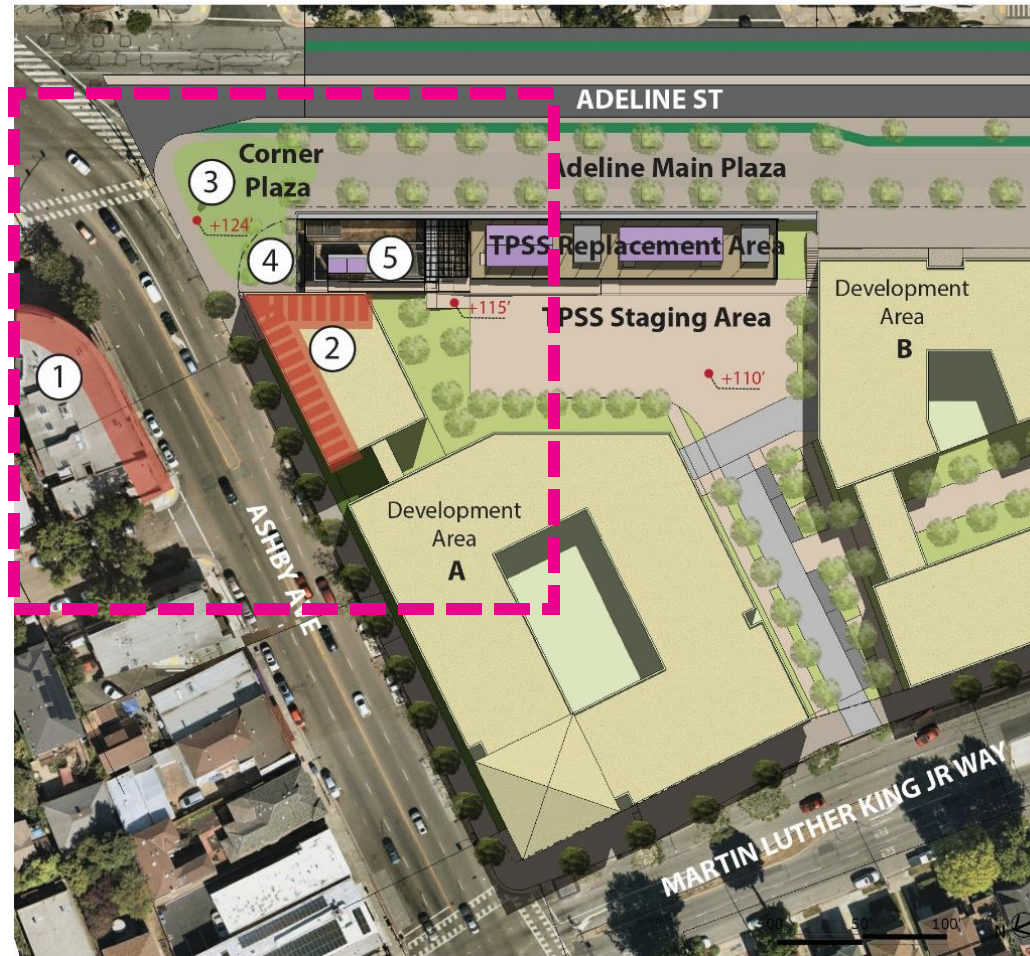 ADELINE ST
Corner
Plaza
3
Adeline Main Plaza
+124'
4
5
TPSS Replacement Area
+115'
TPSS Staging Area
Development
Area
B
2
1
+110'
Development
Area
A
ASHBY AVE
MARTIN LUTHER KING JR WAY
50'
100'
N